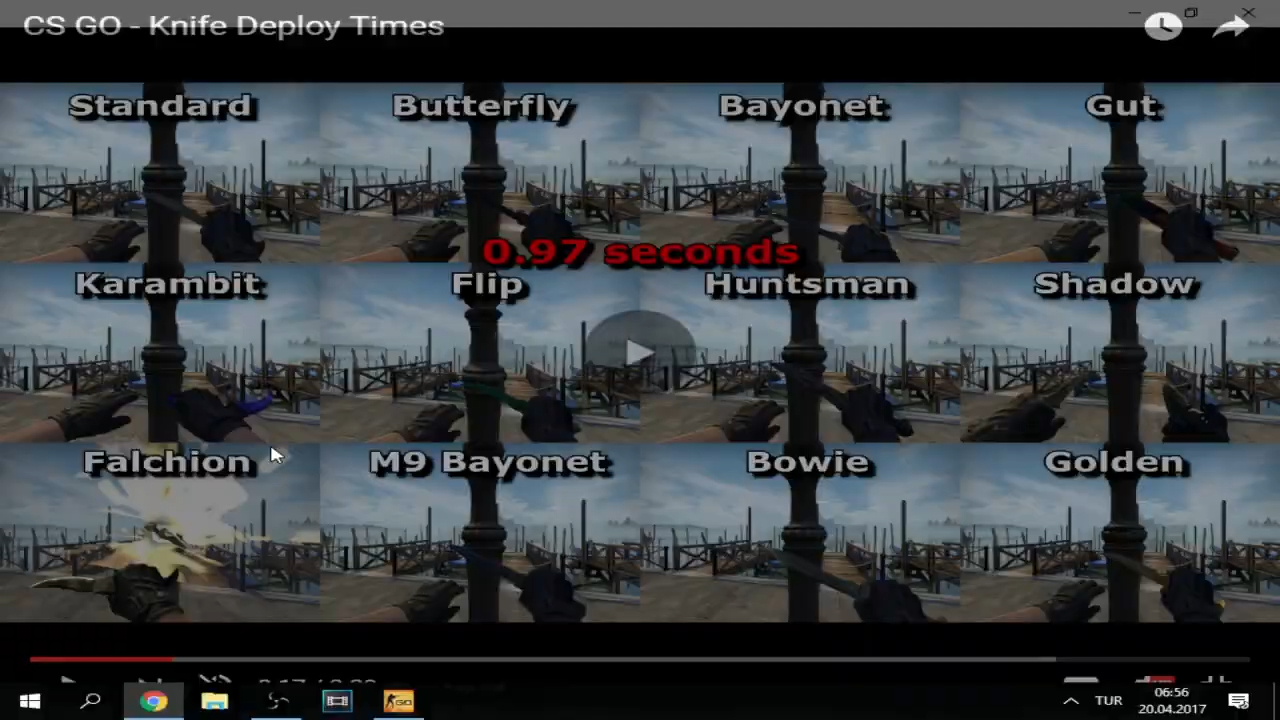 CS GO - Knife Deploy Times
Standard
Butterfly
Bayonet
Gut
0.97 seconds
Karambit
Flip
Huntsman
Shadow
Falchion
M9 Bayonet
Bowie
Golden
TUR
06:56
20.04.2017